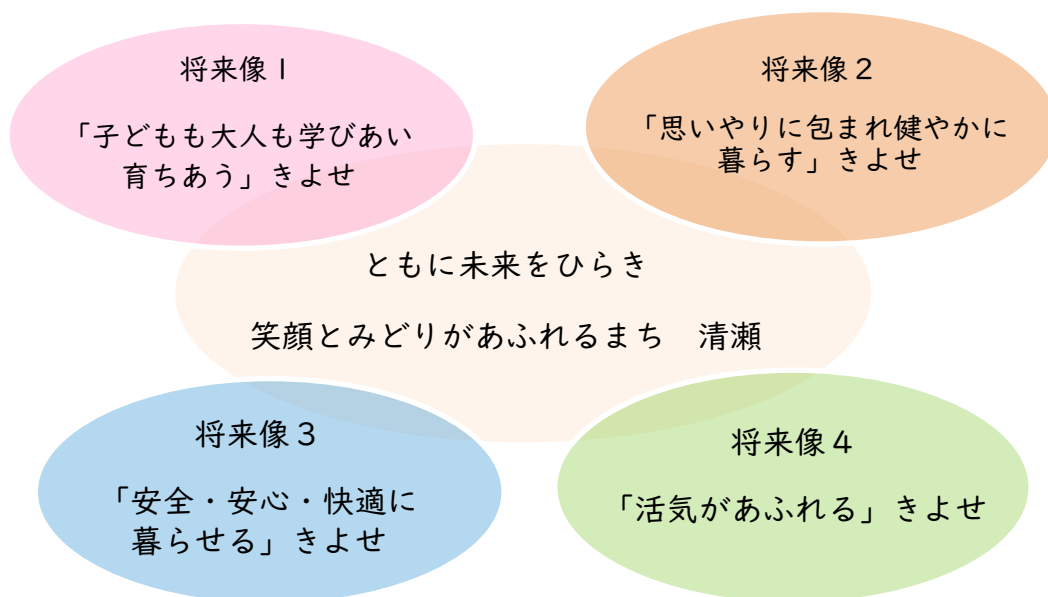 将来像1
「子どもも大人も学びあい
育ちあう」きよせ
将来像2
「思いやりに包まれ健やかに
暮らす」きよせ
ともに未来をひらき
笑顔とみどりがあふれるまち　清瀬
将来像3
「安全・安心・快適に
暮らせる」きよせ
将来像4
「活気があふれる」きよせ